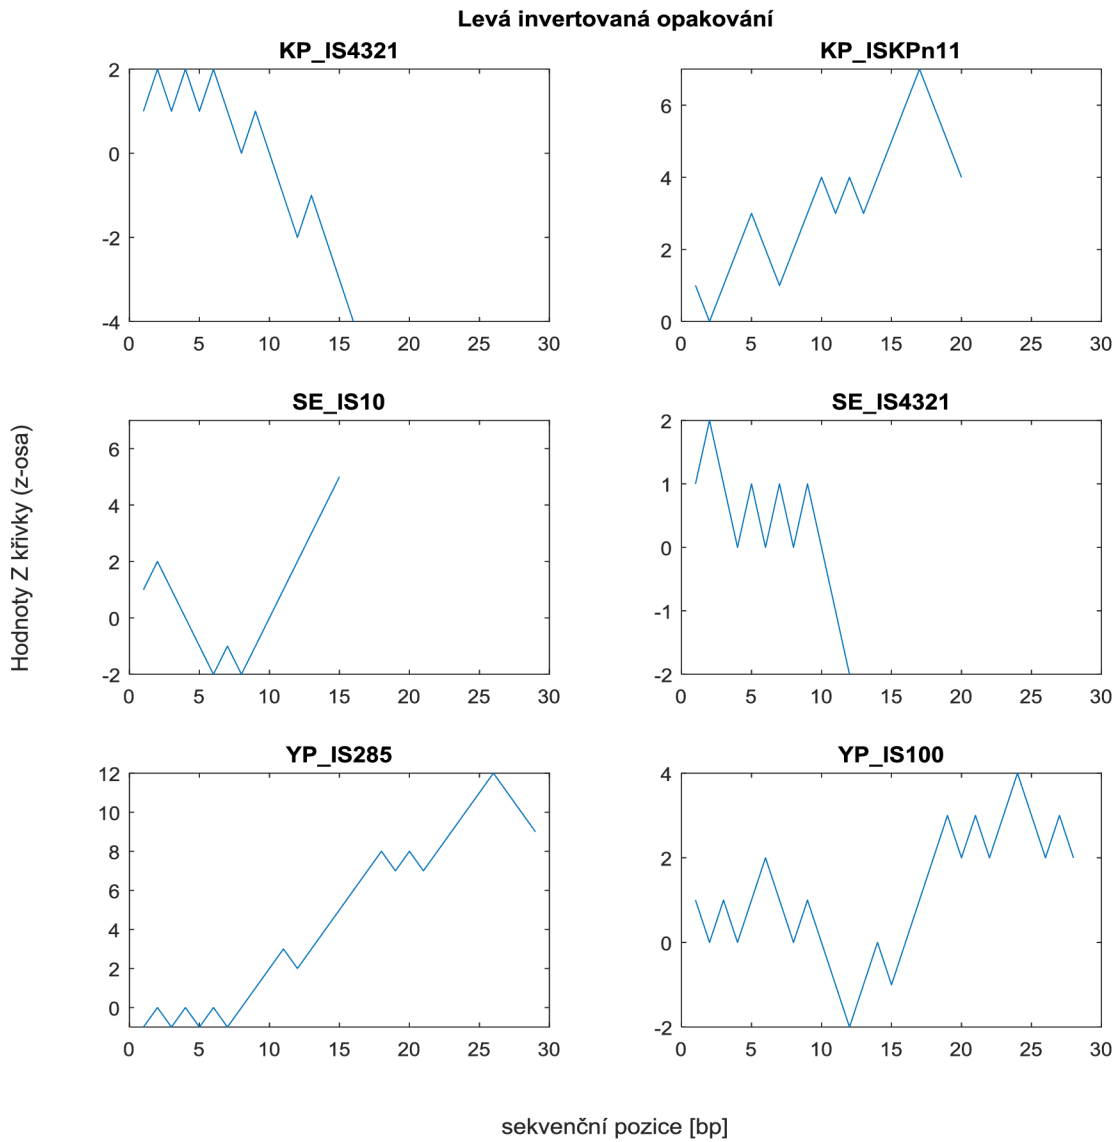 Levá invertovaná opakování
KP_IS4321
2
0
-2
-4
0 5 10 15 20 25 30
KP_ISKPn11
6
4
2
0
0 5 10 15 20 25 30
Hodnoty Z křivky (z-osa)
SE_IS10
6
4
2
0
-2
0 5 10 15 20 25 30
SE_IS4321
2
1
0
-1
-2
0 5 10 15 20 25 30
YP_IS285
12
10
8
6
4
2
0
0 5 10 15 20 25 30
YP_IS100
4
2
0
-2
0 5 10 15 20 25 30
sekvenční pozice [bp]